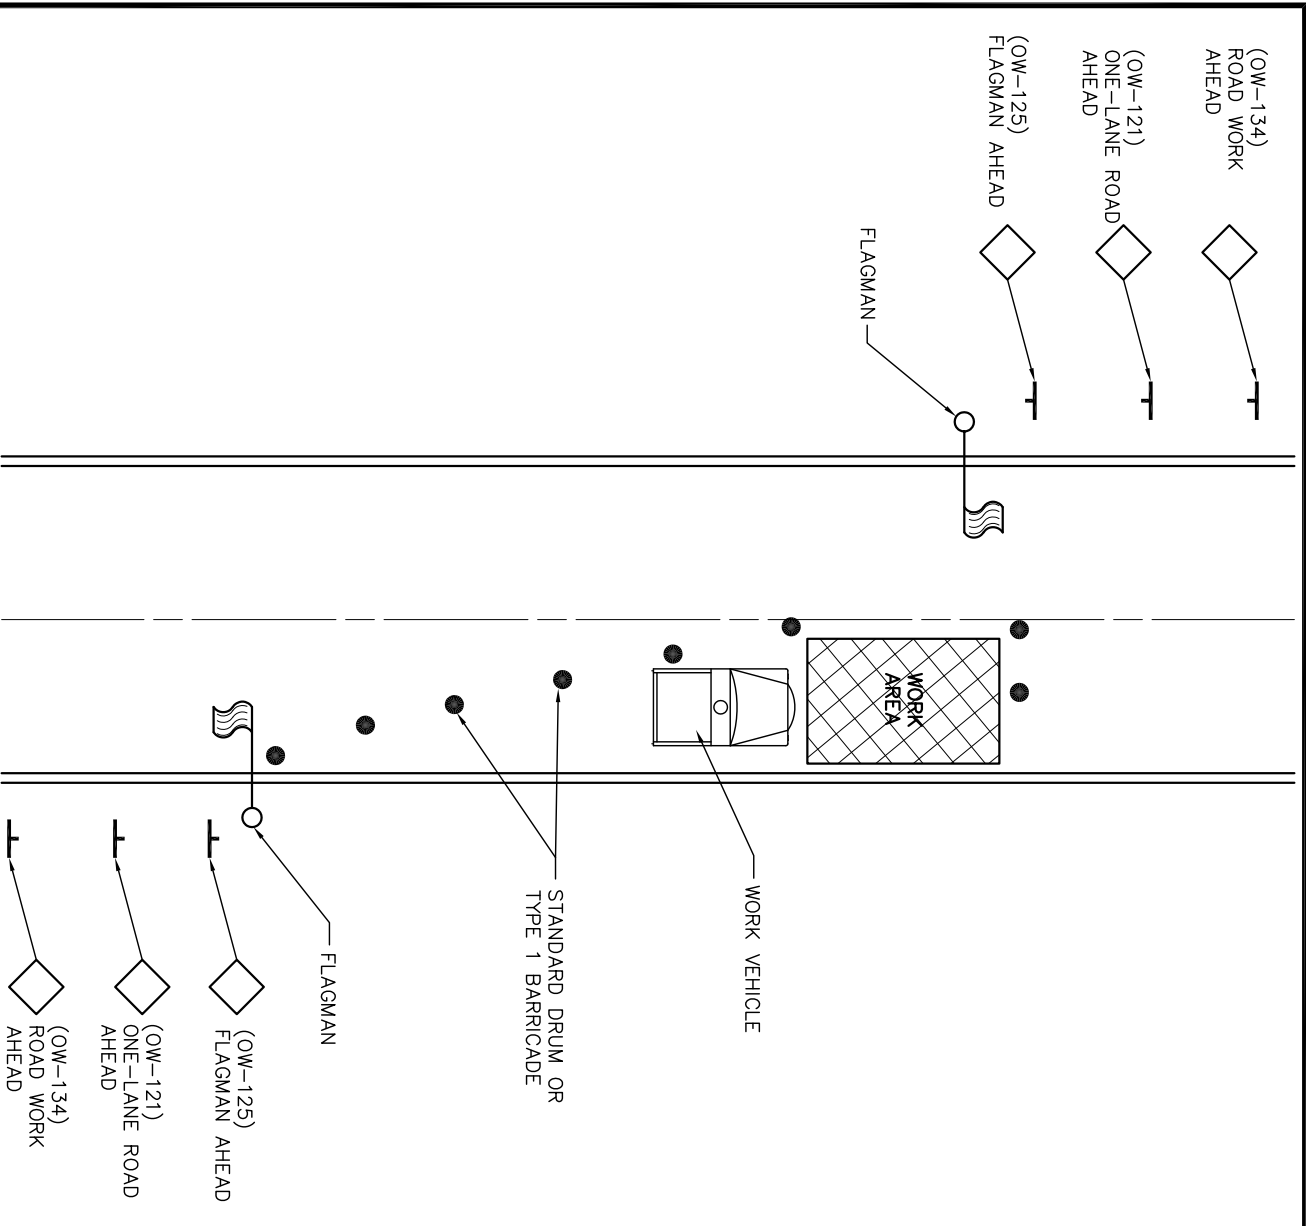 (OW-134)
ROAD WORK
AHEAD
(OW-121)
ONE-LANE ROAD
AHEAD
(OW-125)
FLAGMAN AHEAD
FLAGMAN
WORK
AREA
WORK VEHICLE
STANDARD DRUM OR
TYPE 1 BARRICADE
FLAGMAN
(OW-125)
FLAGMAN AHEAD
(OW-121)
ONE-LANE ROAD
AHEAD
(OW-134)
ROAD WORK
AHEAD